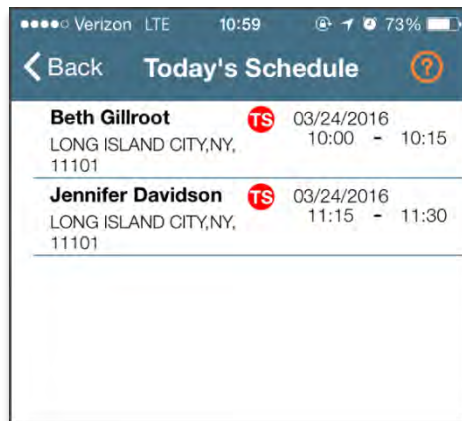 Verizon LTE 10:59 73%
Back Today's Schedule ?
Beth Gillroot TS 03/24/2016
LONG ISLAND CITY,NY, 10:00 - 10:15
11101
Jennifer Davidson TS 03/24/2016
LONG ISLAND CITY,NY, 11:15 - 11:30
11101